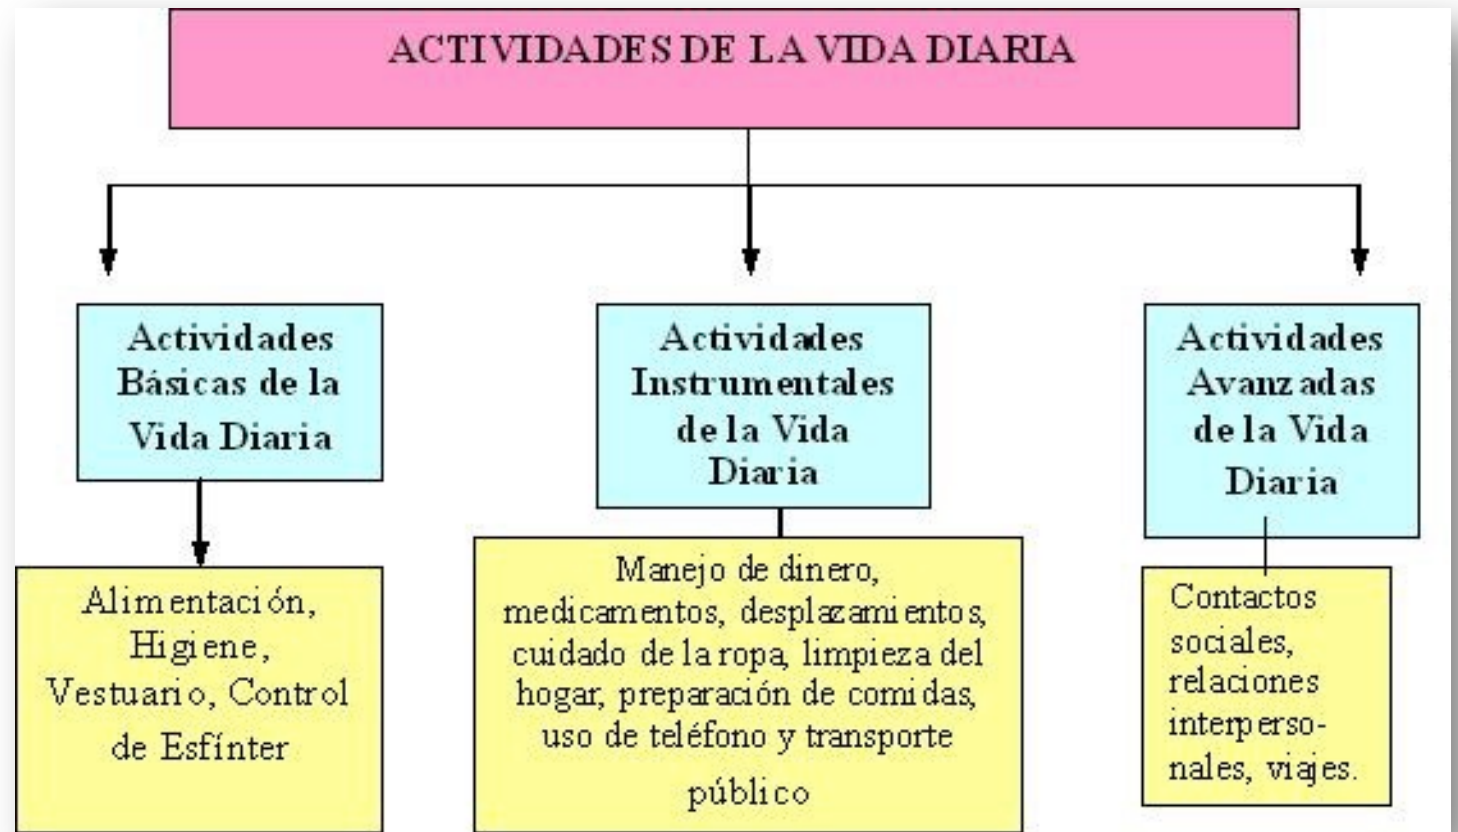 ACTIVIDADES DE LA VIDA DIARIA
Actividades
Básicas de la
Vida Diaria
Actividades
Instrumentales
de la Vida
Diaria
Actividades
Avanzadas
de la Vida
Diaria
Alimentación,
Higiene,
Vestuario, Control
de Esfínter
Manejo de dinero,
medicamentos, desplazamientos,
cuidado de la ropa, limpieza del
hogar, preparación de comidas,
uso de teléfono y transporte
público
Contactos
sociales,
relaciones
interperso-
nales, viajes.